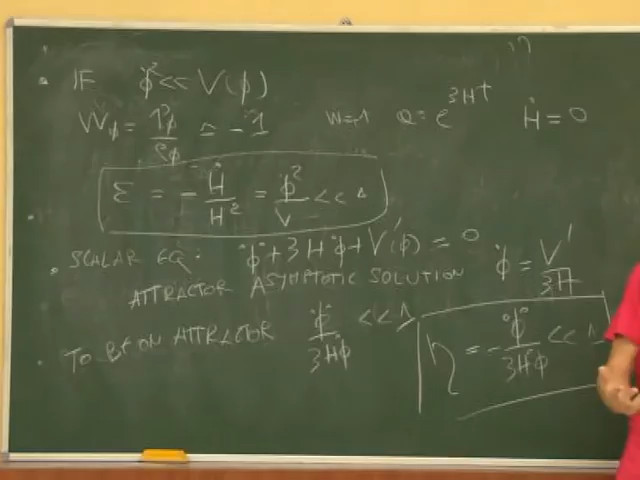 IF φ̇² << V(φ)
W_φ = P_φ / ρ_φ ≃ -1   W=-1   a = e^{3Ht}   Ḣ = 0
ε = - Ḣ / H² = φ̇² / V << 1
SCALAR EQ. φ̈ + 3Hφ̇ + V'(φ) = 0   φ̇ = V' / 3H
ATTRACTOR ASYMPTOTIC SOLUTION
TO BE ON ATTRACTOR   φ̈ / 3Hφ̇ << 1   η = - φ̈ / 3Hφ̇ << 1